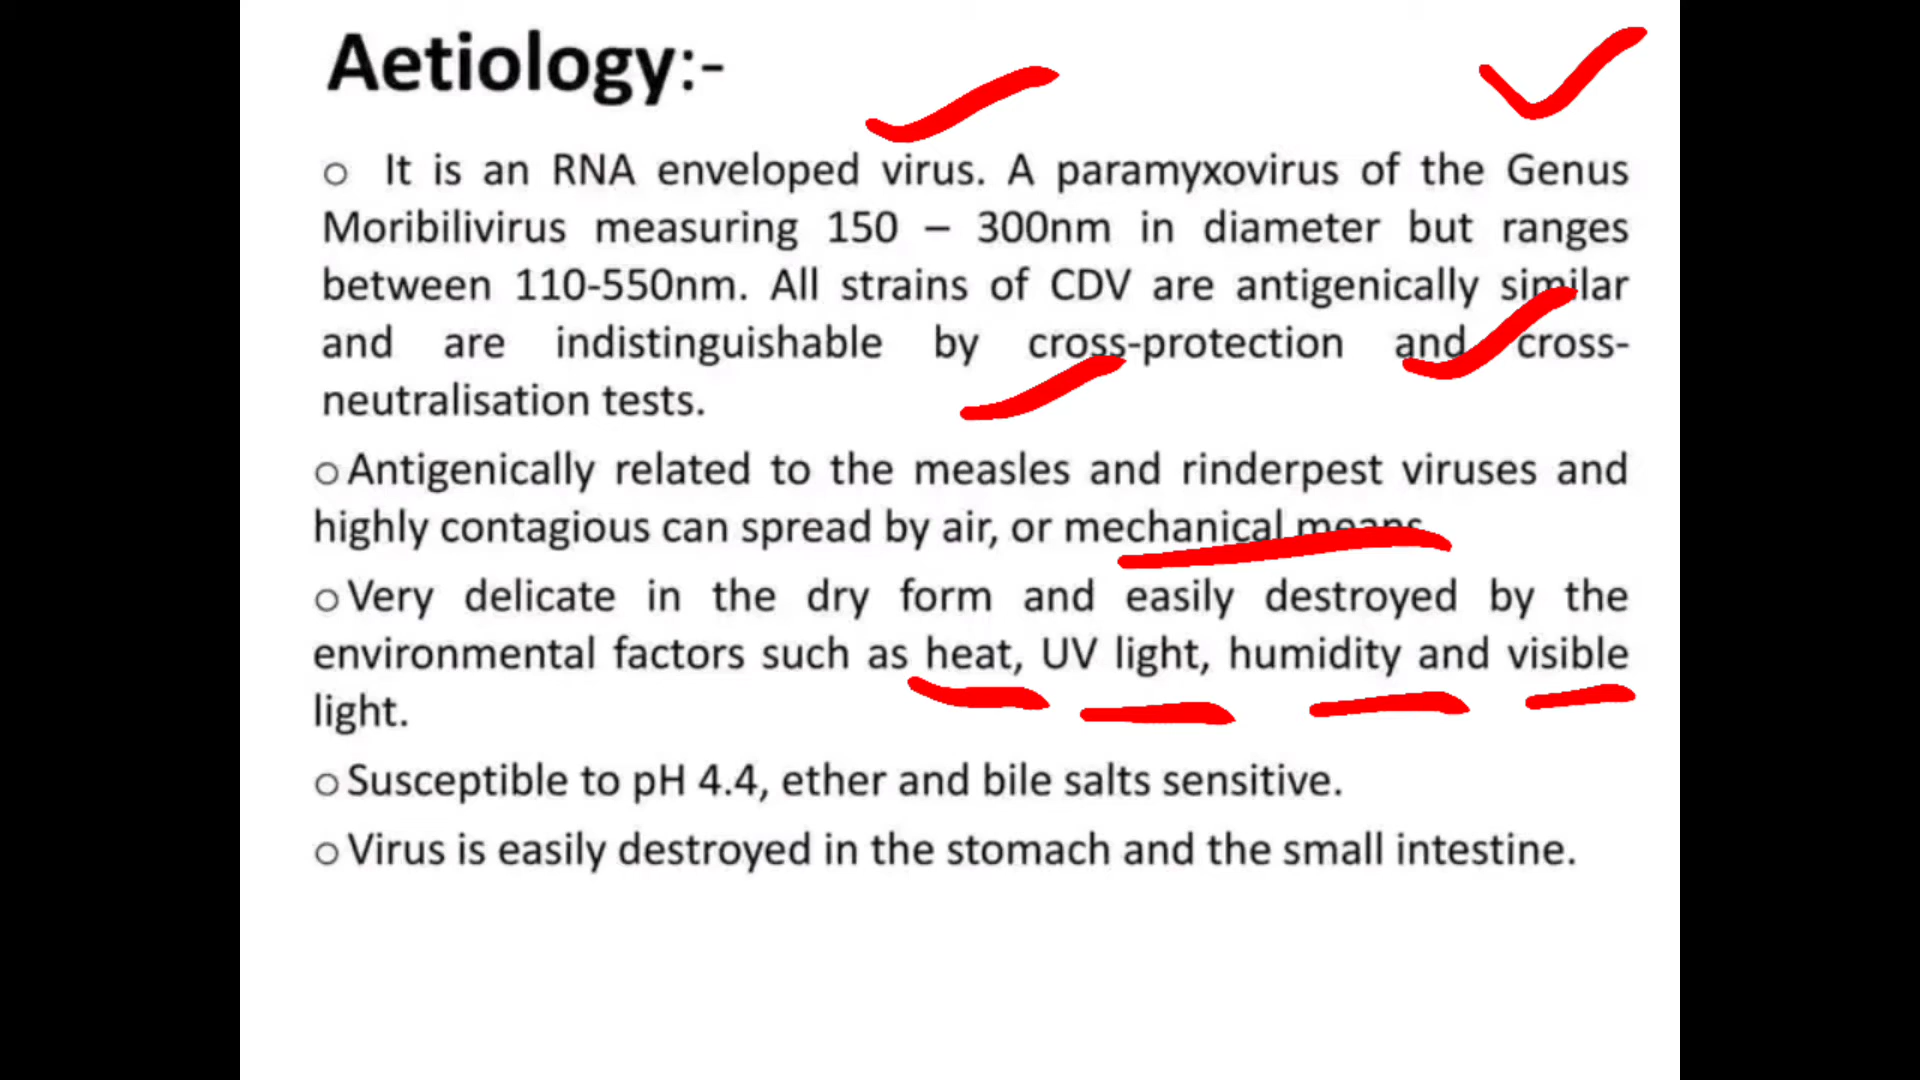 Aetiology:-
o It is an RNA enveloped virus. A paramyxovirus of the Genus
Moribilivirus measuring 150 – 300nm in diameter but ranges
between 110-550nm. All strains of CDV are antigenically similar
and are indistinguishable by cross-protection and cross-
neutralisation tests.
o Antigenically related to the measles and rinderpest viruses and
highly contagious can spread by air, or mechanical means
o Very delicate in the dry form and easily destroyed by the
environmental factors such as heat, UV light, humidity and visible
light.
o Susceptible to pH 4.4, ether and bile salts sensitive.
o Virus is easily destroyed in the stomach and the small intestine.